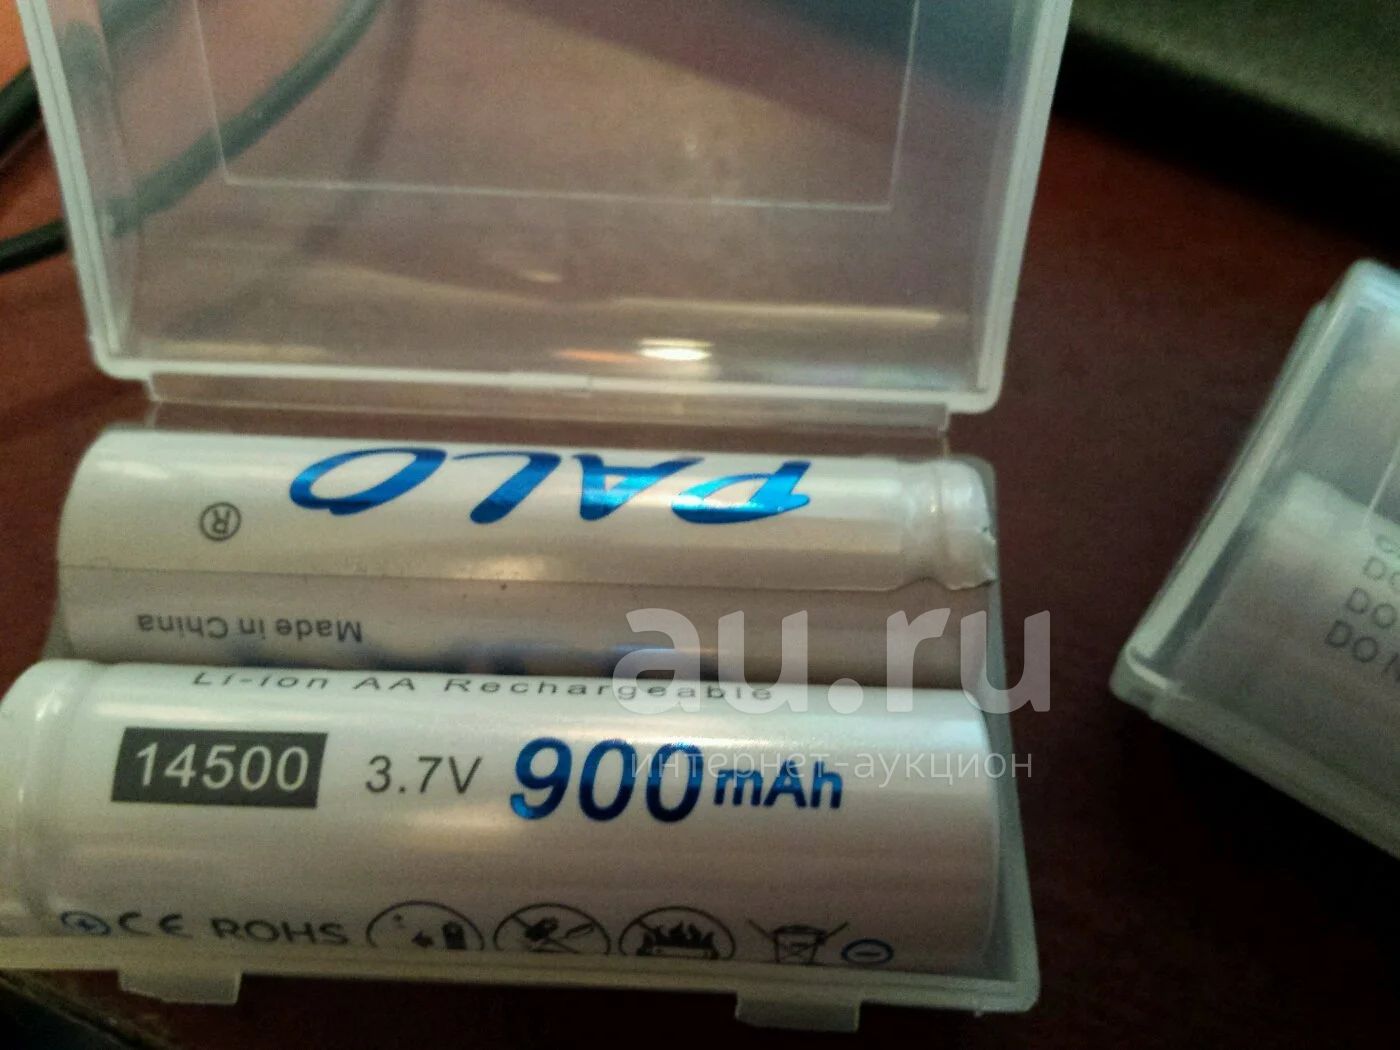 PALO
®
Made in China
Li-ion AA Rechargeable
14500 3.7V 900mAh
CE ROHS
DO
DO
DO N
au.ru
интернет-аукцион